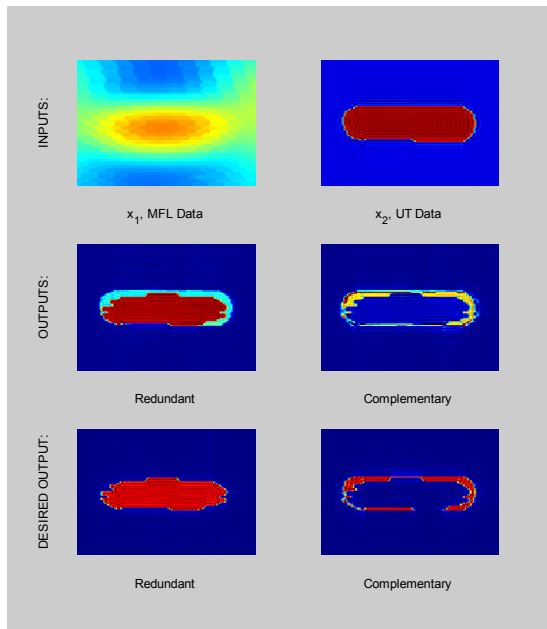 INPUTS:
x1, MFL Data
x2, UT Data
OUTPUTS:
Redundant
Complementary
DESIRED OUTPUT:
Redundant
Complementary